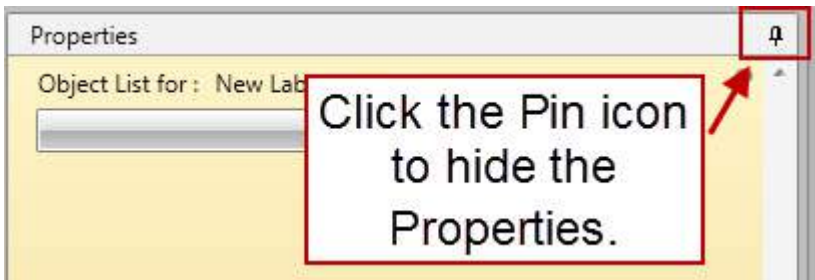 Properties
Object List for : New Lab
Click the Pin icon
to hide the
Properties.